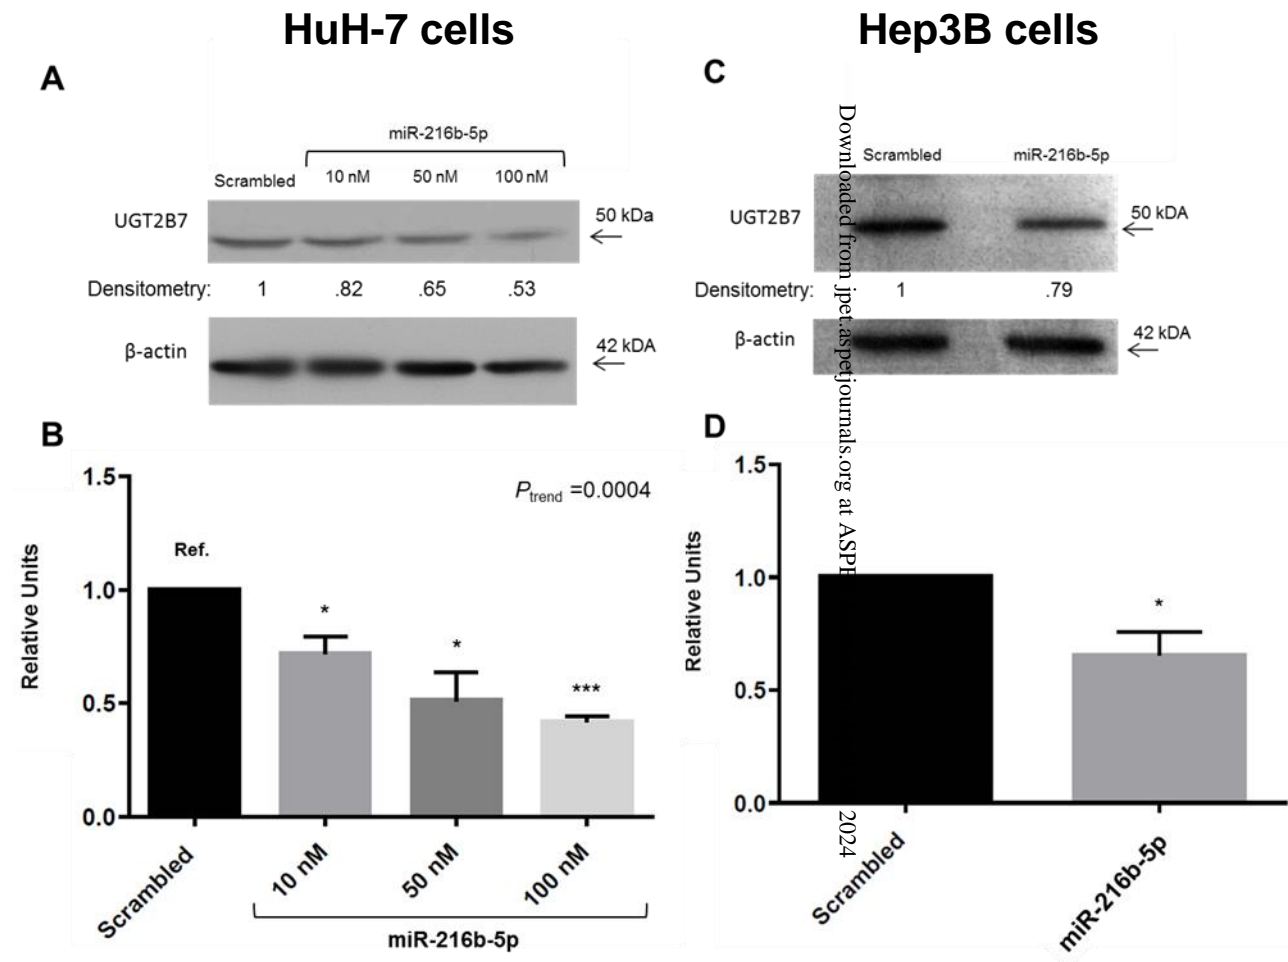 HuH-7 cells
Hep3B cells
A
miR-216b-5p
Scrambled 10 nM 50 nM 100 nM
UGT2B7
50 kDa
Densitometry: 1 .82 .65 .53
β-actin
42 kDA
C
Scrambled miR-216b-5p
UGT2B7
50 kDA
Densitometry: 1 .79
β-actin
42 kDA
B
Relative Units
1.5
1.0
0.5
0.0
Ptrend =0.0004
Ref.
*
*
***
Scrambled
10 nM
50 nM
100 nM
miR-216b-5p
D
Relative Units
1.5
1.0
0.5
0.0
*
Scrambled
miR-216b-5p
Downloaded from jpet.aspetjournals.org at ASPE
2024